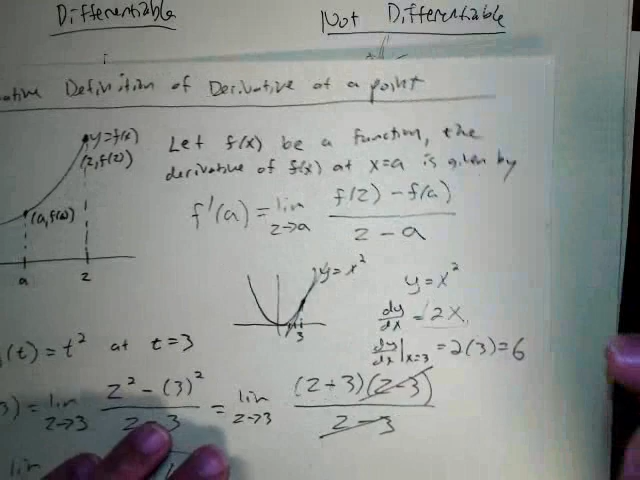 Differentiable
Not Differentiable
Definition of Derivative at a point
y=f(x)
(z,f(z))
(a,f(a))
a
z
Let f(x) be a function, the
derivative of f(x) at x=a is given by
f'(a) = lim z→a f(z)-f(a) / z-a
y=x²
3
y=x²
dy/dx = 2x
dy/dx|x=3 = 2(3)=6
(t) = t² at t=3
3) = lim z→3 z²-(3)² / z-3 = lim z→3 (z+3)(z-3) / z-3
lim